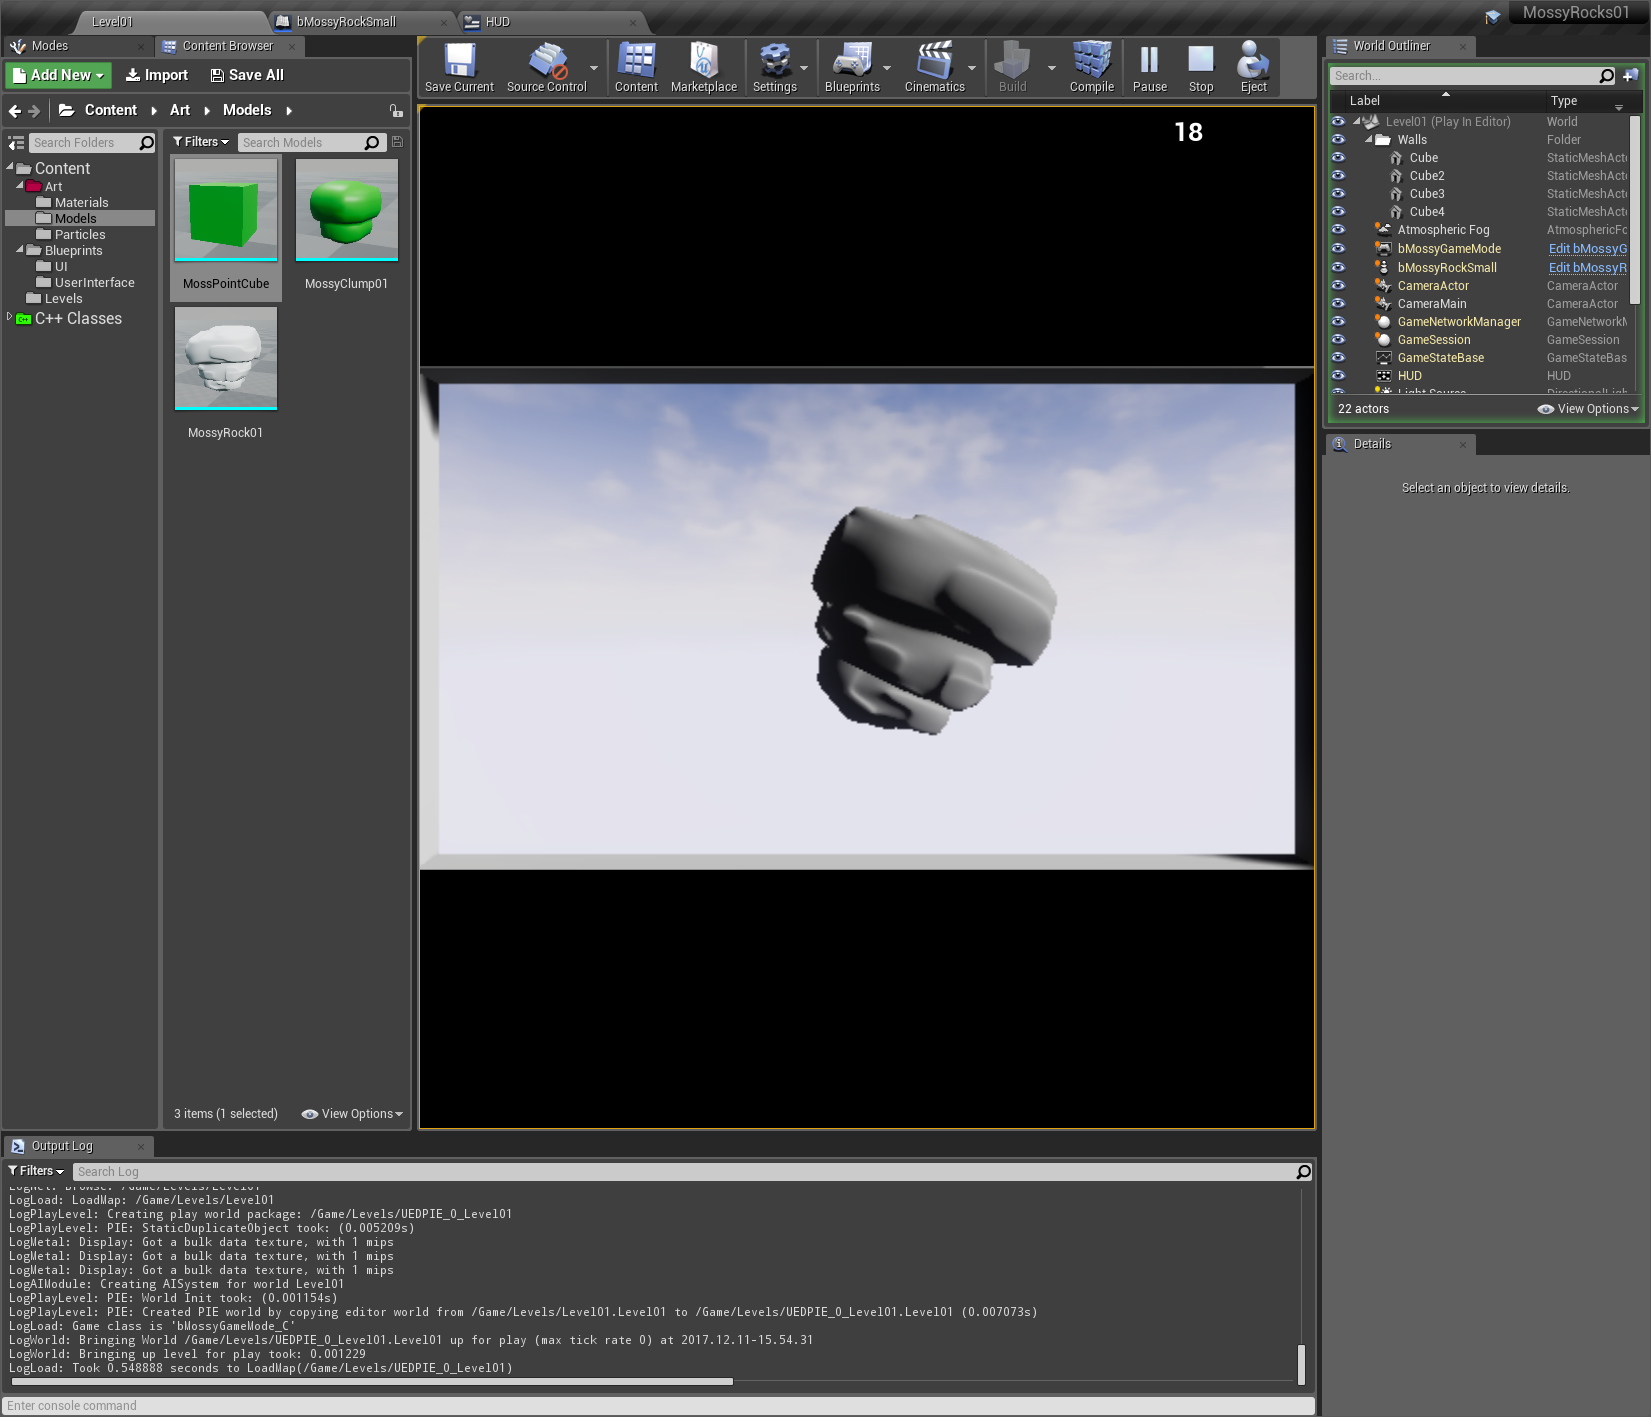 Level01
bMossyRockSmall
HUD
MossyRocks01
Modes
Content Browser
Add New
Import
Save All
Content
Art
Models
Search Folders
Filters
Search Models
Content
Art
Materials
Models
Particles
Blueprints
UI
UserInterface
Levels
C++ Classes
MossPointCube
MossyClump01
MossyRock01
3 items (1 selected)
View Options
Save Current
Source Control
Content
Marketplace
Settings
Blueprints
Cinematics
Build
Compile
Pause
Stop
Eject
18
World Outliner
Search...
Label Type
Level01 (Play In Editor) World
Walls Folder
Cube StaticMeshActo
Cube2 StaticMeshActo
Cube3 StaticMeshActo
Cube4 StaticMeshActo
Atmospheric Fog AtmosphericFo
bMossyGameMode Edit bMossyG
bMossyRockSmall Edit bMossyR
CameraActor CameraActor
CameraMain CameraActor
GameNetworkManager GameNetworkM
GameSession GameSession
GameStateBase GameStateBas
HUD HUD
Light Source DirectionalLigh
22 actors
View Options
Details
Select an object to view details.
Output Log
Filters
Search Log
LogNet: Browse: /Game/Levels/Level01
LogLoad: LoadMap: /Game/Levels/Level01
LogPlayLevel: Creating play world package: /Game/Levels/UEDPIE_0_Level01
LogPlayLevel: PIE: StaticDuplicateObject took: (0.005209s)
LogMetal: Display: Got a bulk data texture, with 1 mips
LogMetal: Display: Got a bulk data texture, with 1 mips
LogMetal: Display: Got a bulk data texture, with 1 mips
LogAIModule: Creating AISystem for world Level01
LogPlayLevel: PIE: World Init took: (0.001154s)
LogPlayLevel: PIE: Created PIE world by copying editor world from /Game/Levels/Level01.Level01 to /Game/Levels/UEDPIE_0_Level01.Level01 (0.007073s)
LogLoad: Game class is 'bMossyGameMode_C'
LogWorld: Bringing World /Game/Levels/UEDPIE_0_Level01.Level01 up for play (max tick rate 0) at 2017.12.11-15.54.31
LogWorld: Bringing up level for play took: 0.001229
LogLoad: Took 0.548888 seconds to LoadMap(/Game/Levels/UEDPIE_0_Level01)
Enter console command